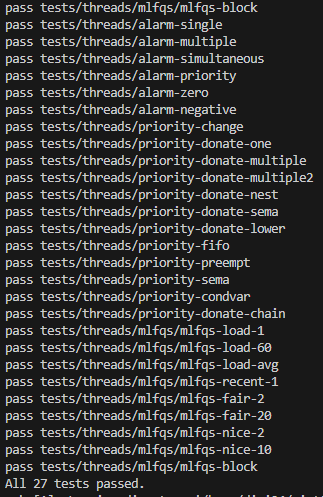 pass tests/threads/mlfqs/mlfqs-block
pass tests/threads/alarm-single
pass tests/threads/alarm-multiple
pass tests/threads/alarm-simultaneous
pass tests/threads/alarm-priority
pass tests/threads/alarm-zero
pass tests/threads/alarm-negative
pass tests/threads/priority-change
pass tests/threads/priority-donate-one
pass tests/threads/priority-donate-multiple
pass tests/threads/priority-donate-multiple2
pass tests/threads/priority-donate-nest
pass tests/threads/priority-donate-sema
pass tests/threads/priority-donate-lower
pass tests/threads/priority-fifo
pass tests/threads/priority-preempt
pass tests/threads/priority-sema
pass tests/threads/priority-condvar
pass tests/threads/priority-donate-chain
pass tests/threads/mlfqs/mlfqs-load-1
pass tests/threads/mlfqs/mlfqs-load-60
pass tests/threads/mlfqs/mlfqs-load-avg
pass tests/threads/mlfqs/mlfqs-recent-1
pass tests/threads/mlfqs/mlfqs-fair-2
pass tests/threads/mlfqs/mlfqs-fair-20
pass tests/threads/mlfqs/mlfqs-nice-2
pass tests/threads/mlfqs/mlfqs-nice-10
pass tests/threads/mlfqs/mlfqs-block
All 27 tests passed.